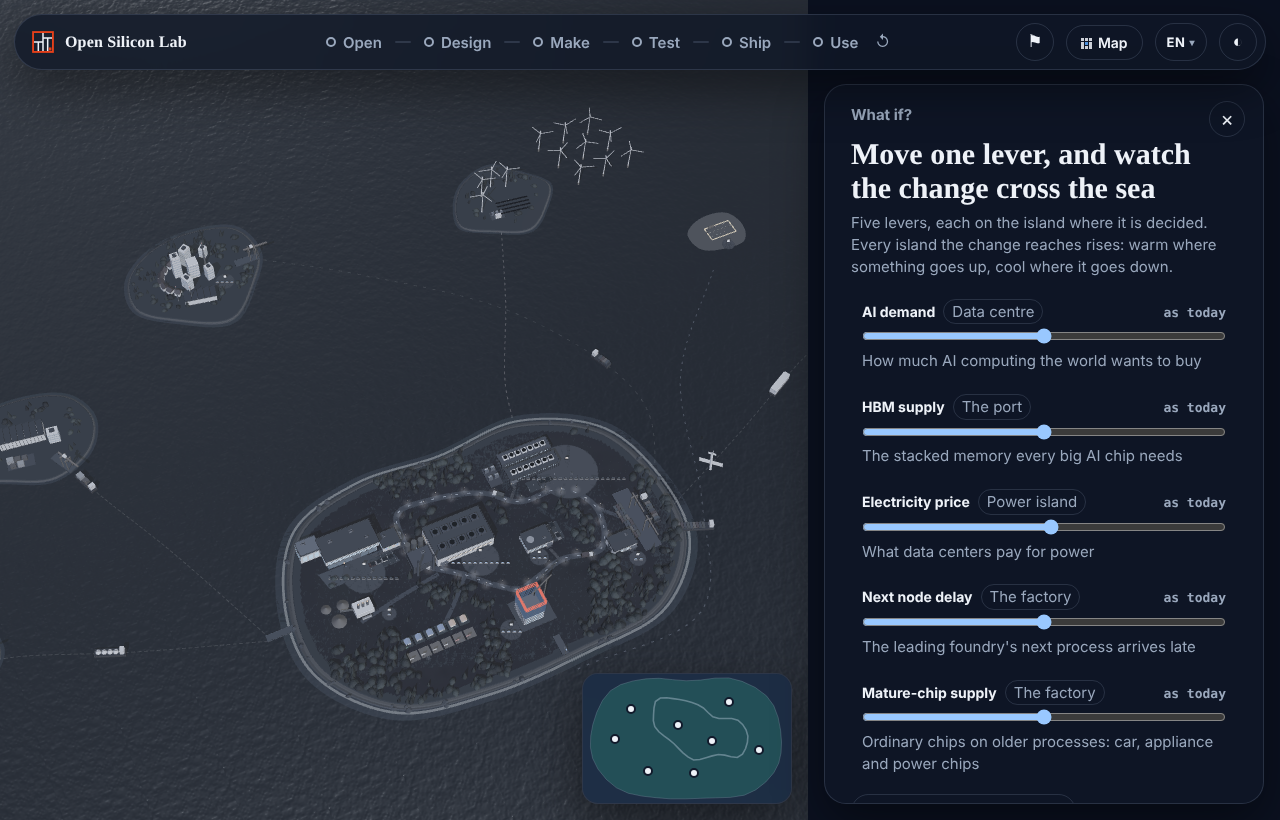 Open Silicon Lab
Open
Design
Make
Test
Ship
Use
Map
EN
What if?
Move one lever, and watch
the change cross the sea
Five levers, each on the island where it is decided.
Every island the change reaches rises: warm where
something goes up, cool where it goes down.
AI demand Data centre as today
How much AI computing the world wants to buy
HBM supply The port as today
The stacked memory every big AI chip needs
Electricity price Power island as today
What data centers pay for power
Next node delay The factory as today
The leading foundry's next process arrives late
Mature-chip supply The factory as today
Ordinary chips on older processes: car, appliance
and power chips